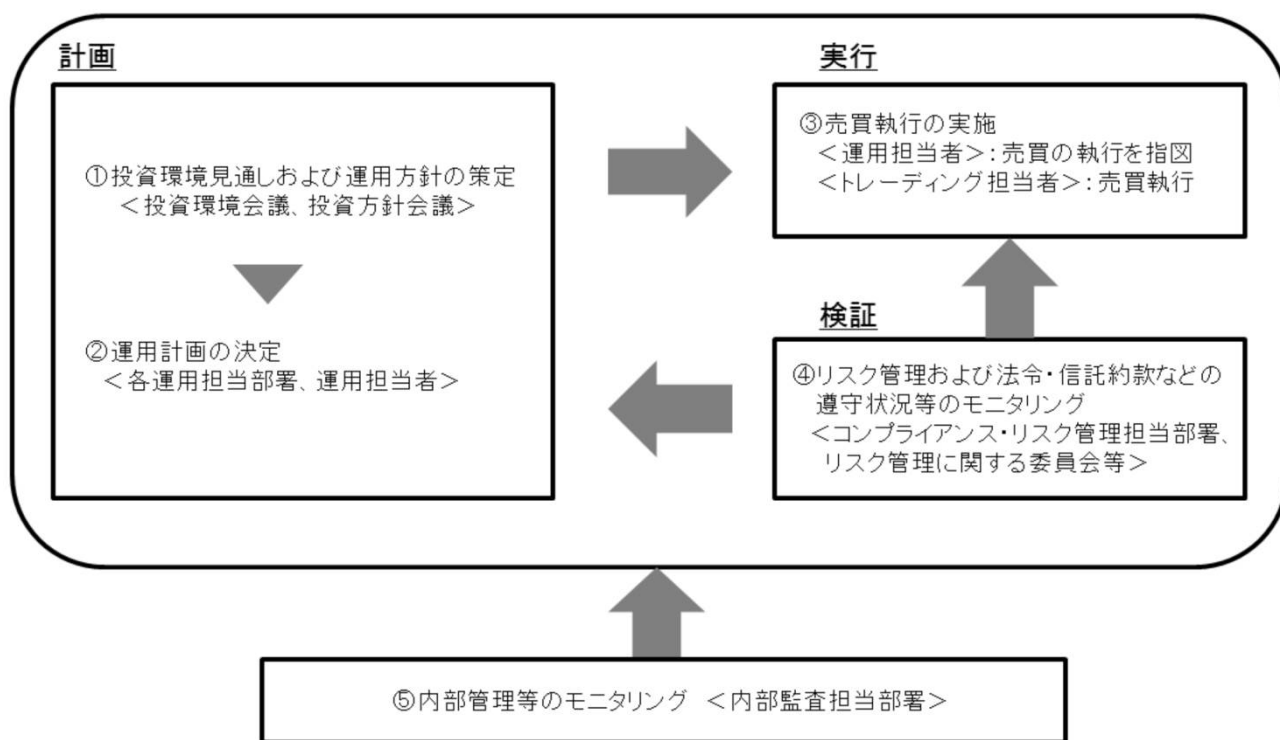 計画
①投資環境見通しおよび運用方針の策定
＜投資環境会議、投資方針会議＞
②運用計画の決定
＜各運用担当部署、運用担当者＞
実行
③売買執行の実施
＜運用担当者＞：売買の執行を指図
＜トレーディング担当者＞：売買執行
検証
④リスク管理および法令・信託約款などの
遵守状況等のモニタリング
＜コンプライアンス・リスク管理担当部署、
リスク管理に関する委員会等＞
⑤内部管理等のモニタリング ＜内部監査担当部署＞